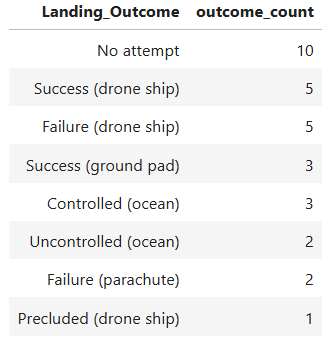 Landing_Outcome outcome_count
No attempt 10
Success (drone ship) 5
Failure (drone ship) 5
Success (ground pad) 3
Controlled (ocean) 3
Uncontrolled (ocean) 2
Failure (parachute) 2
Precluded (drone ship) 1